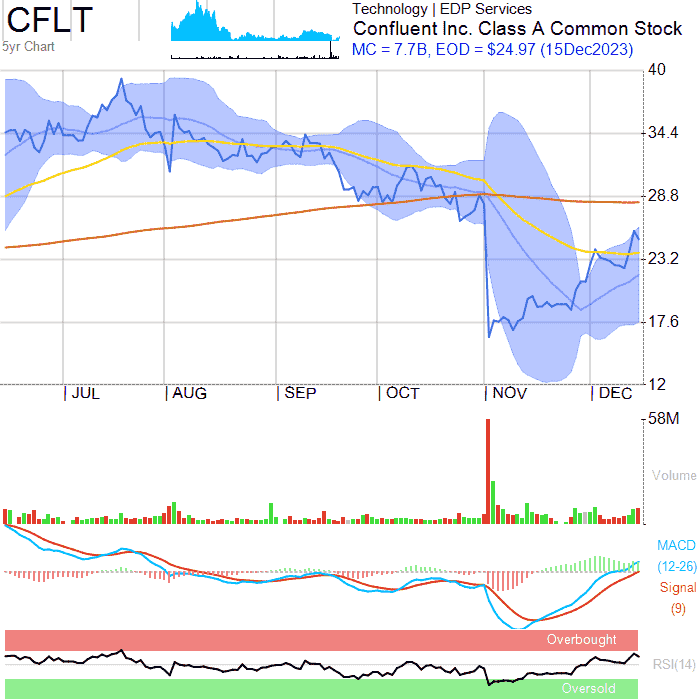 CFLT
5yr Chart
Technology | EDP Services
Confluent Inc. Class A Common Stock
MC = 7.7B, EOD = $24.97 (15Dec2023)
40
34.4
28.8
23.2
17.6
12
JUL AUG SEP OCT NOV DEC
58M
Volume
MACD
(12-26)
Signal
(9)
Overbought
RSI(14)
Oversold